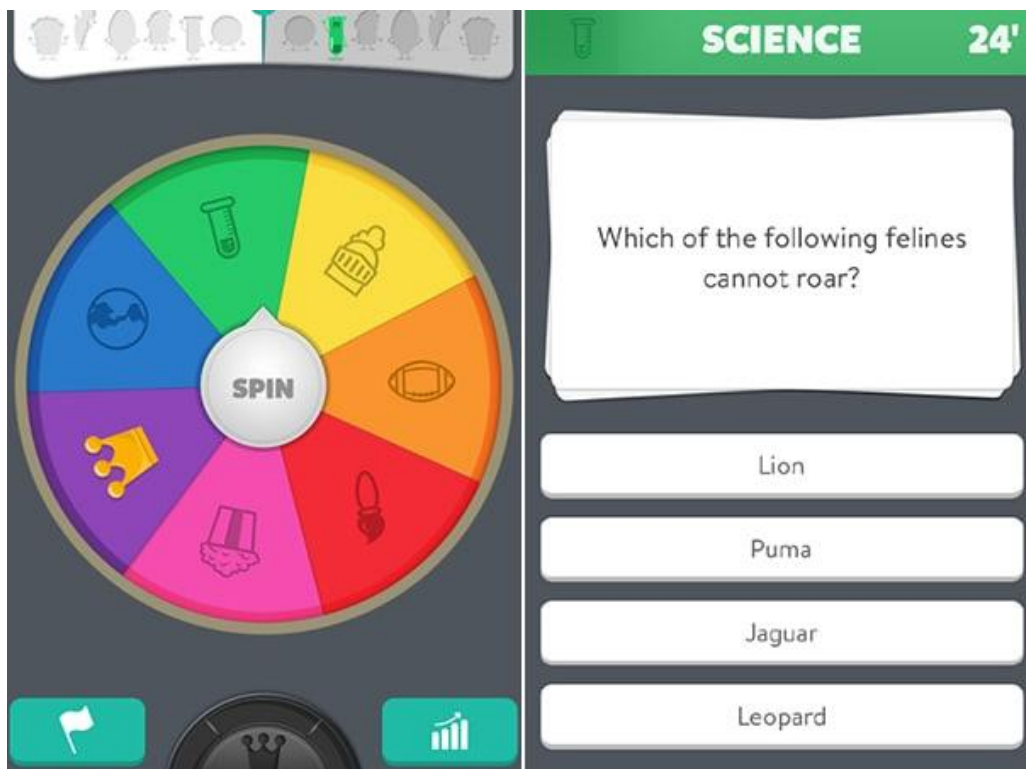 SPIN
SCIENCE 24'
Which of the following felines
cannot roar?
Lion
Puma
Jaguar
Leopard